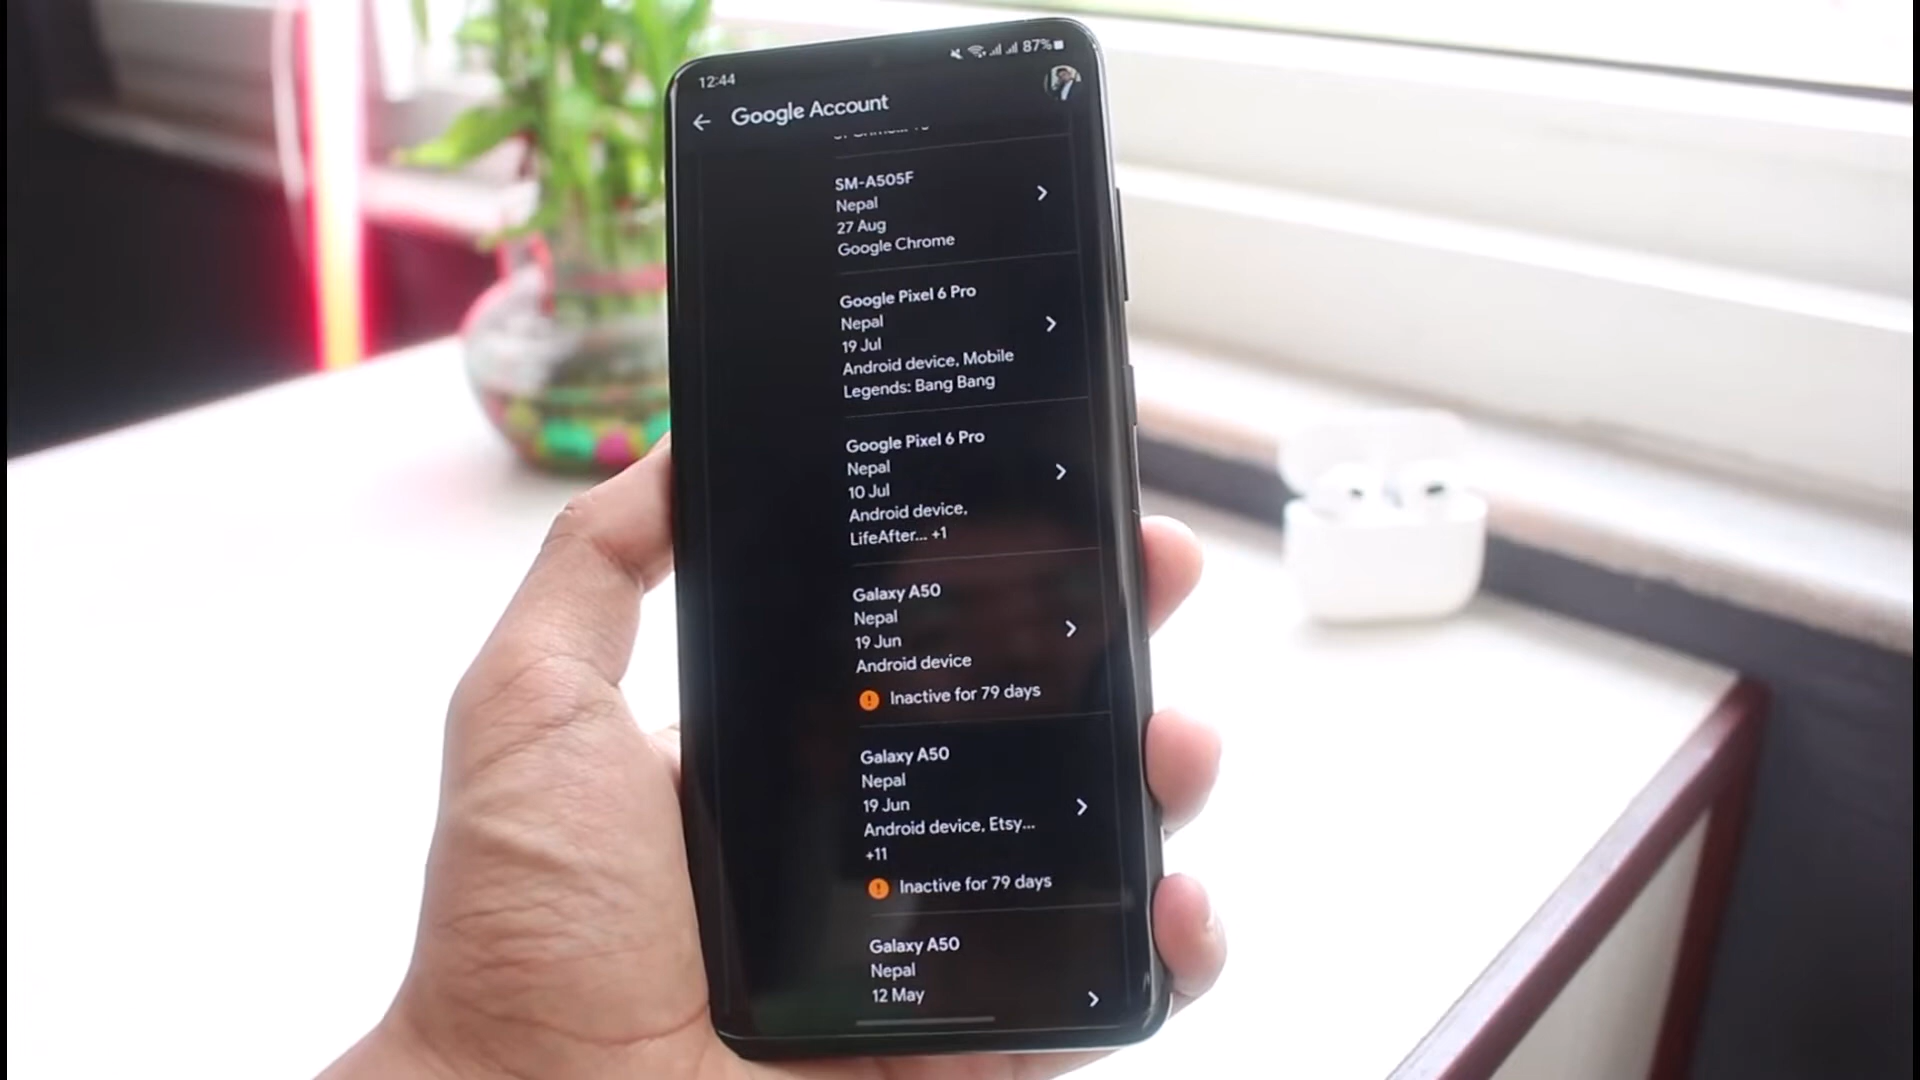 12:44
87%
Google Account
SM-A505F
Nepal
27 Aug
Google Chrome
Google Pixel 6 Pro
Nepal
19 Jul
Android device, Mobile
Legends: Bang Bang
Google Pixel 6 Pro
Nepal
10 Jul
Android device,
LifeAfter... +1
Galaxy A50
Nepal
19 Jun
Android device
Inactive for 79 days
Galaxy A50
Nepal
19 Jun
Android device, Etsy...
+11
Inactive for 79 days
Galaxy A50
Nepal
12 May